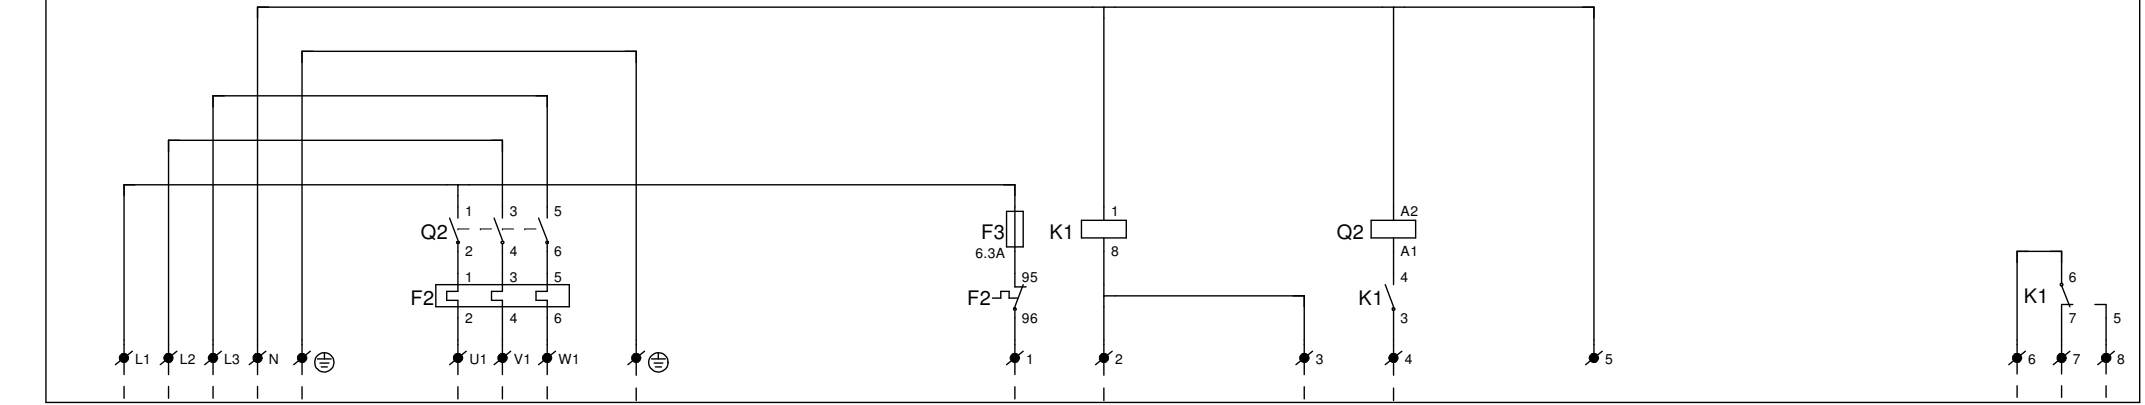 1 3 5 1 A2
Q2 F3 K1 Q2
2 4 6 6.3A 8 A1
1 3 5 95 4 6
F2 F2 K1 K1
2 4 6 96 3 7 5
L1 L2 L3 N U1 V1 W1 1 2 3 4 5 6 7 8